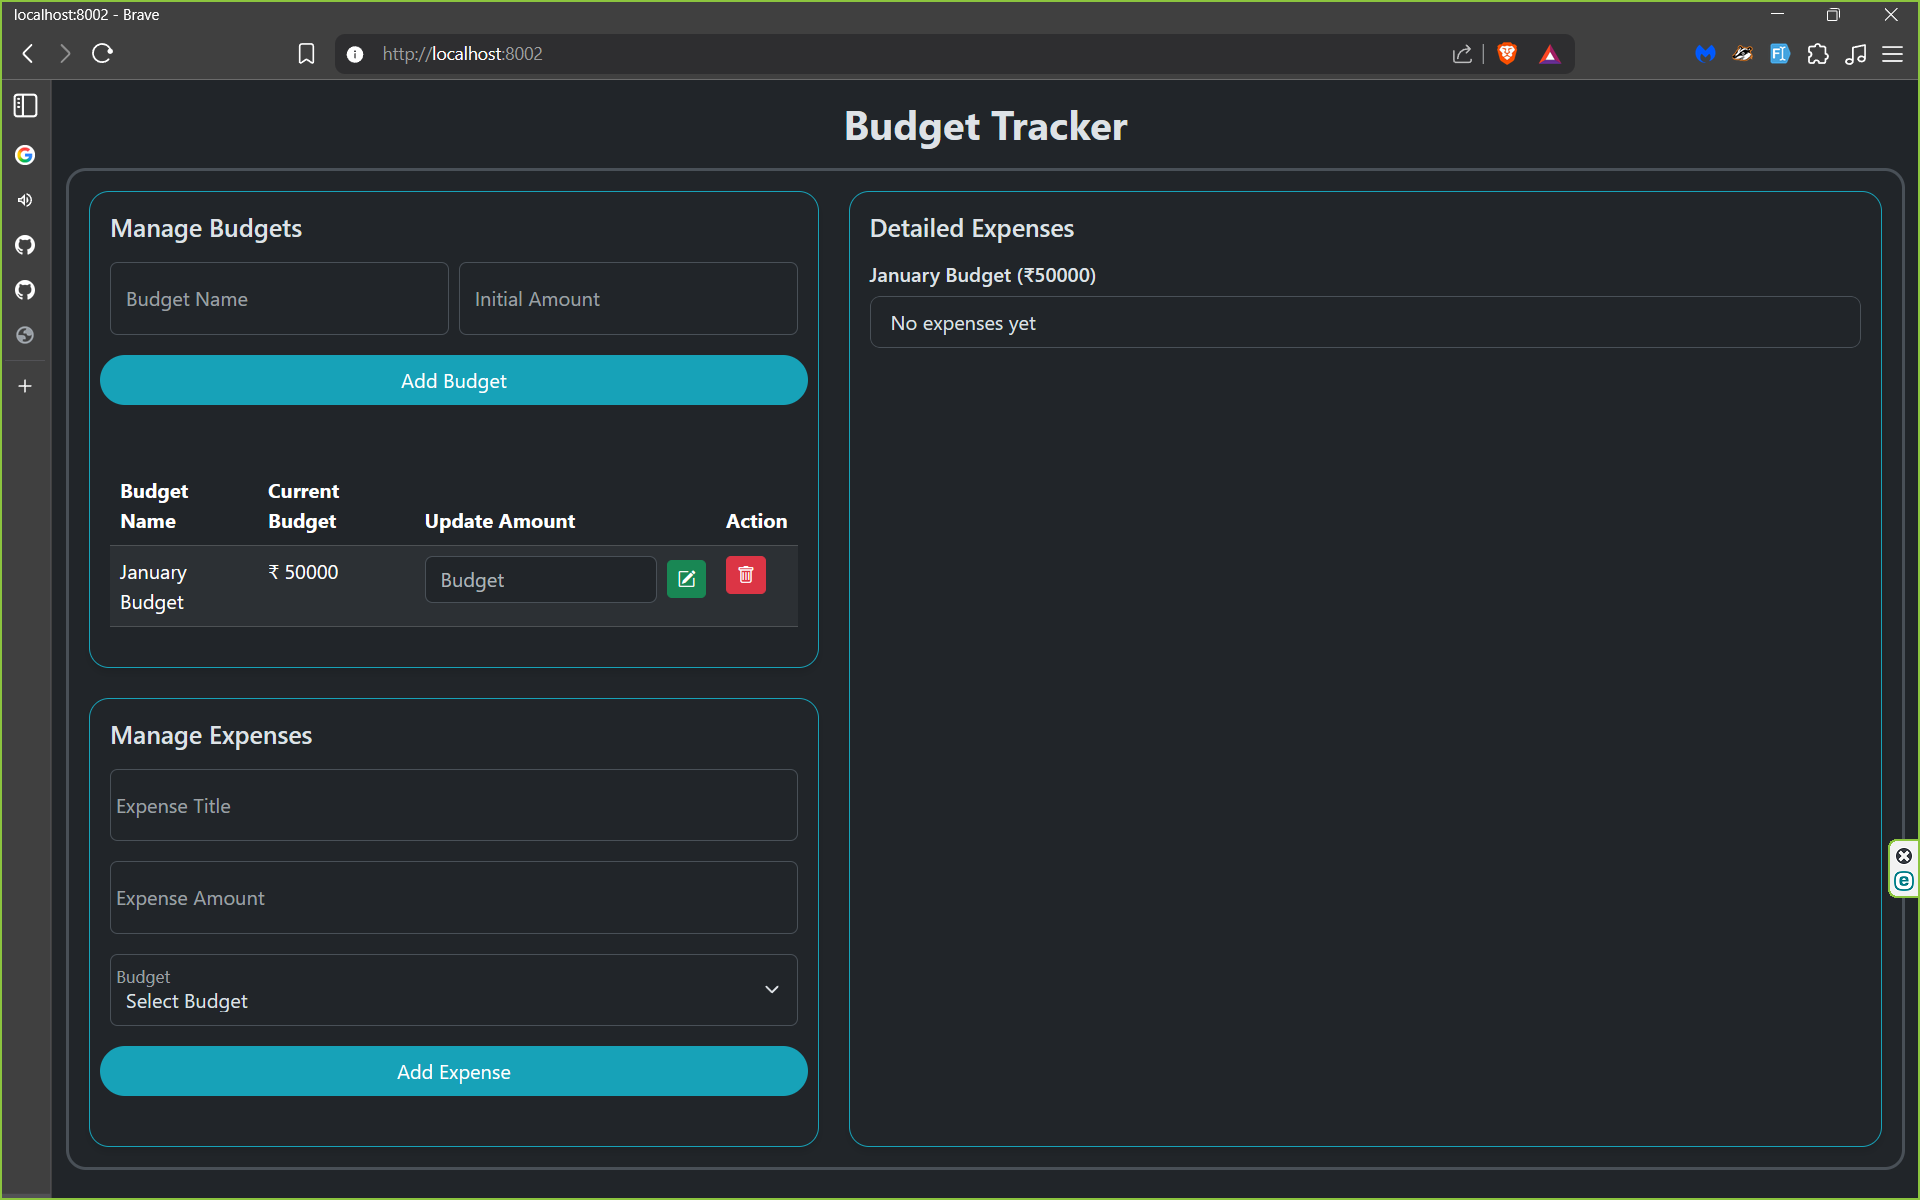 localhost:8002 - Brave
http://localhost:8002
Budget Tracker
Manage Budgets
Budget Name
Initial Amount
Add Budget
Budget Name
Current Budget
Update Amount
Action
January Budget
₹ 50000
Budget
Manage Expenses
Expense Title
Expense Amount
Budget
Select Budget
Add Expense
Detailed Expenses
January Budget (₹50000)
No expenses yet